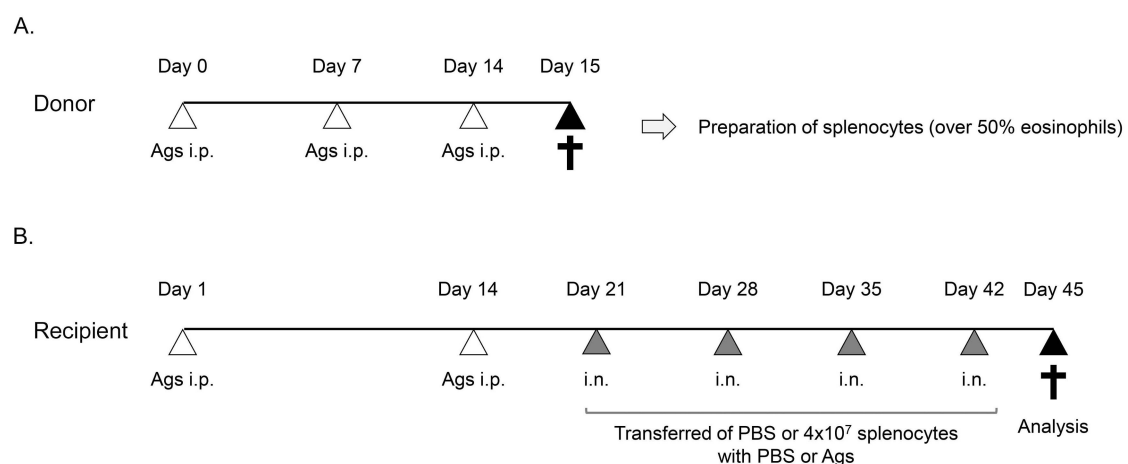 A.
Day 0 Day 7 Day 14 Day 15
Donor
Preparation of splenocytes (over 50% eosinophils)
Ags i.p. Ags i.p. Ags i.p.
B.
Day 1 Day 14 Day 21 Day 28 Day 35 Day 42 Day 45
Recipient
Ags i.p. Ags i.p. i.n. i.n. i.n. i.n.
Analysis
Transferred of PBS or 4x10⁷ splenocytes
with PBS or Ags